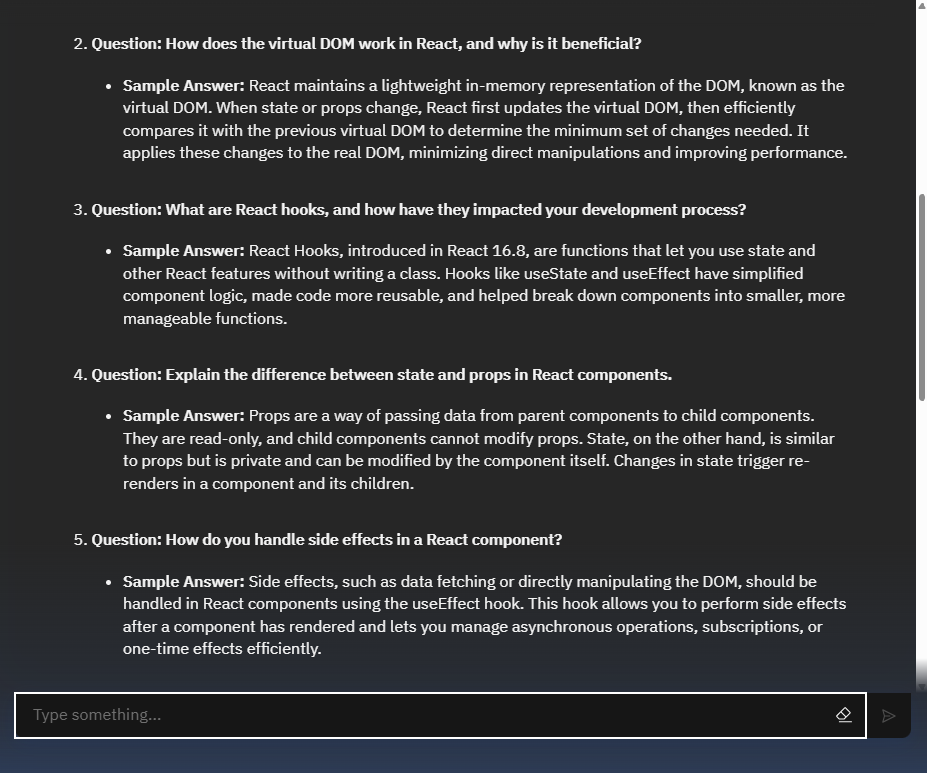 2. Question: How does the virtual DOM work in React, and why is it beneficial?
• Sample Answer: React maintains a lightweight in-memory representation of the DOM, known as the
virtual DOM. When state or props change, React first updates the virtual DOM, then efficiently
compares it with the previous virtual DOM to determine the minimum set of changes needed. It
applies these changes to the real DOM, minimizing direct manipulations and improving performance.
3. Question: What are React hooks, and how have they impacted your development process?
• Sample Answer: React Hooks, introduced in React 16.8, are functions that let you use state and
other React features without writing a class. Hooks like useState and useEffect have simplified
component logic, made code more reusable, and helped break down components into smaller, more
manageable functions.
4. Question: Explain the difference between state and props in React components.
• Sample Answer: Props are a way of passing data from parent components to child components.
They are read-only, and child components cannot modify props. State, on the other hand, is similar
to props but is private and can be modified by the component itself. Changes in state trigger re-
renders in a component and its children.
5. Question: How do you handle side effects in a React component?
• Sample Answer: Side effects, such as data fetching or directly manipulating the DOM, should be
handled in React components using the useEffect hook. This hook allows you to perform side effects
after a component has rendered and lets you manage asynchronous operations, subscriptions, or
one-time effects efficiently.
Type something...